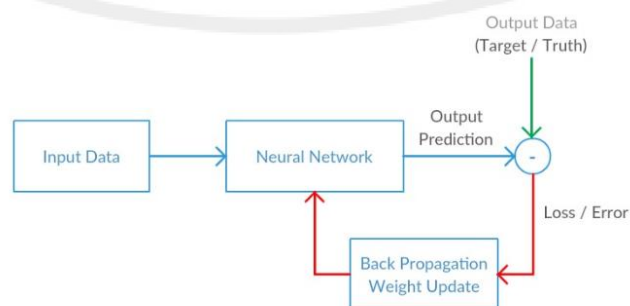 Output Data
(Target / Truth)
Output
Prediction
Input Data
Neural Network
-
Loss / Error
Back Propagation
Weight Update